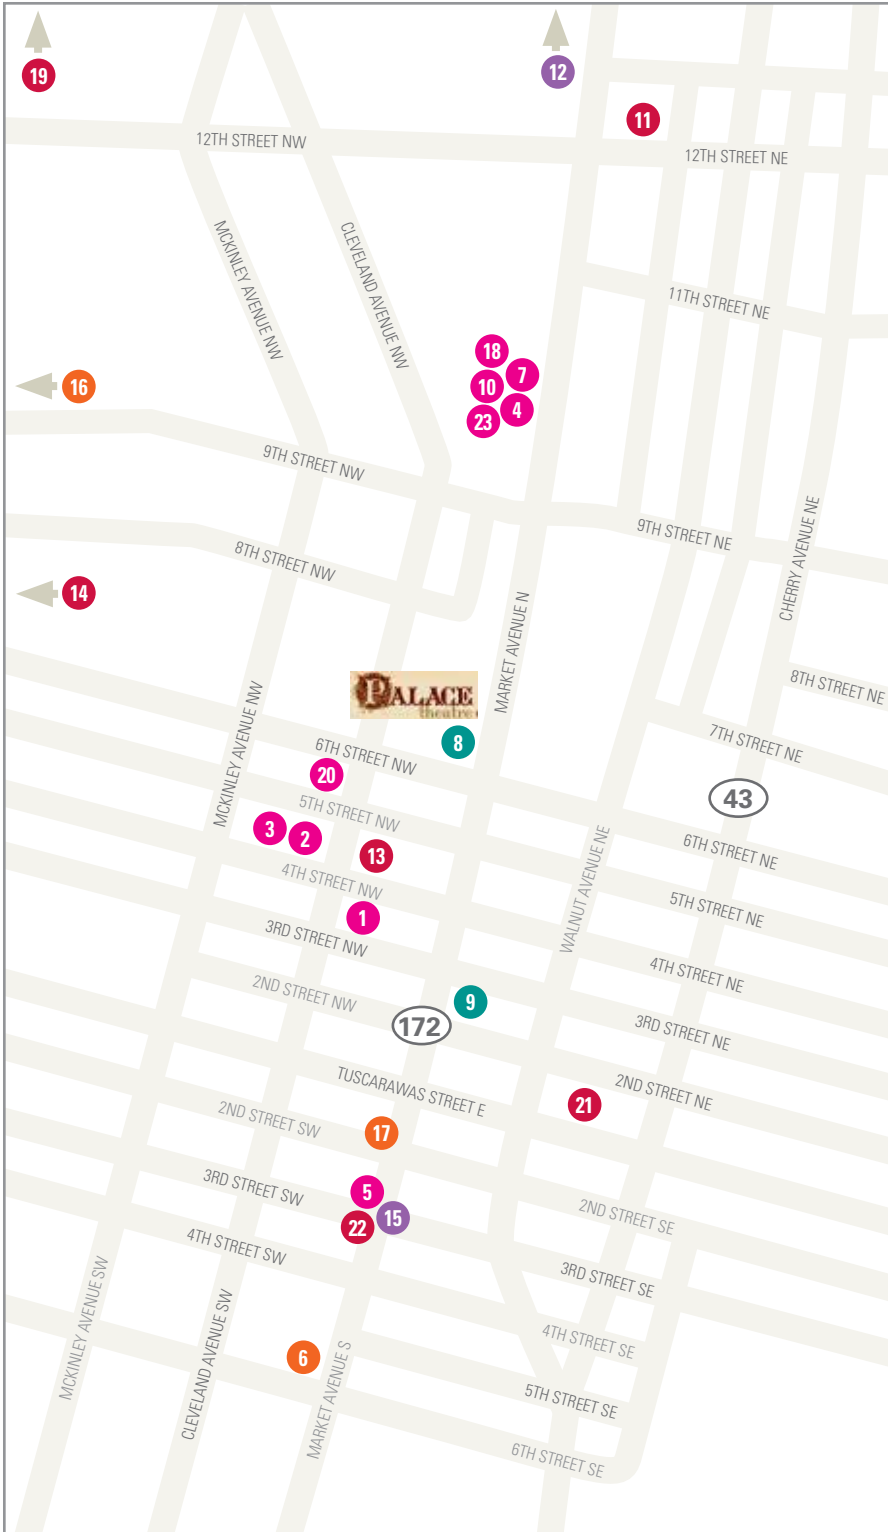 19
12
11
12TH STREET NW
12TH STREET NE
MCKINLEY AVENUE NW
CLEVELAND AVENUE NW
11TH STREET NE
18
7
16
10
4
23
9TH STREET NW
9TH STREET NE
CHERRY AVENUE NE
8TH STREET NW
14
MARKET AVENUE N
PALACE
theatre
8TH STREET NE
MCKINLEY AVENUE NW
8
7TH STREET NE
6TH STREET NW
20
43
5TH STREET NW
3
2
13
6TH STREET NE
4TH STREET NW
WALNUT AVENUE NE
5TH STREET NE
1
3RD STREET NW
4TH STREET NE
2ND STREET NW
9
172
3RD STREET NE
TUSCARAWAS STREET E
2ND STREET NE
21
2ND STREET SW
17
3RD STREET SW
5
15
22
2ND STREET SE
4TH STREET SW
3RD STREET SE
MCKINLEY AVENUE SW
CLEVELAND AVENUE SW
4TH STREET SE
6
MARKET AVENUE S
5TH STREET SE
6TH STREET SE